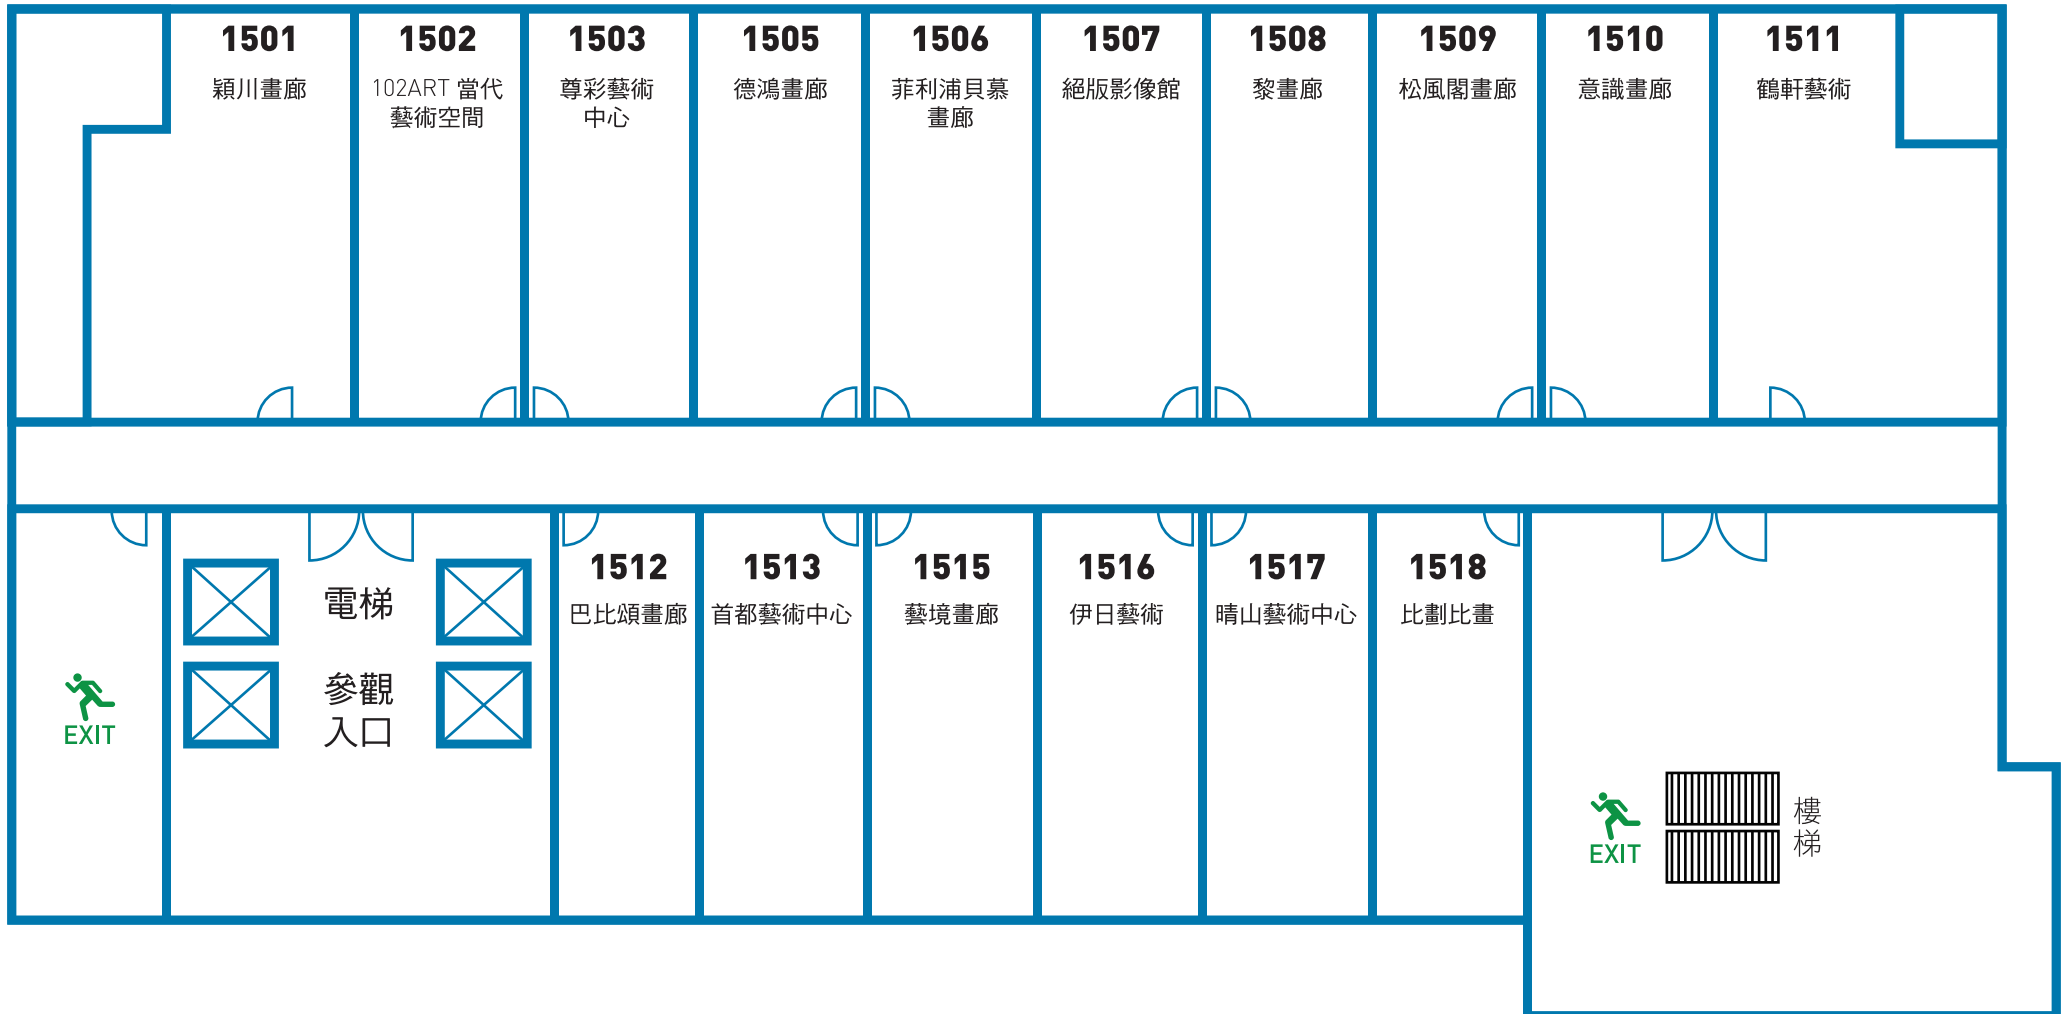 1501
穎川畫廊
1502
102ART 當代
藝術空間
1503
尊彩藝術
中心
1505
德鴻畫廊
1506
菲利浦貝慕
畫廊
1507
絕版影像館
1508
黎畫廊
1509
松風閣畫廊
1510
意識畫廊
1511
鶴軒藝術
EXIT
電梯
參觀
入口
1512
巴比頌畫廊
1513
首都藝術中心
1515
藝境畫廊
1516
伊日藝術
1517
晴山藝術中心
1518
比劃比畫
EXIT
樓
梯